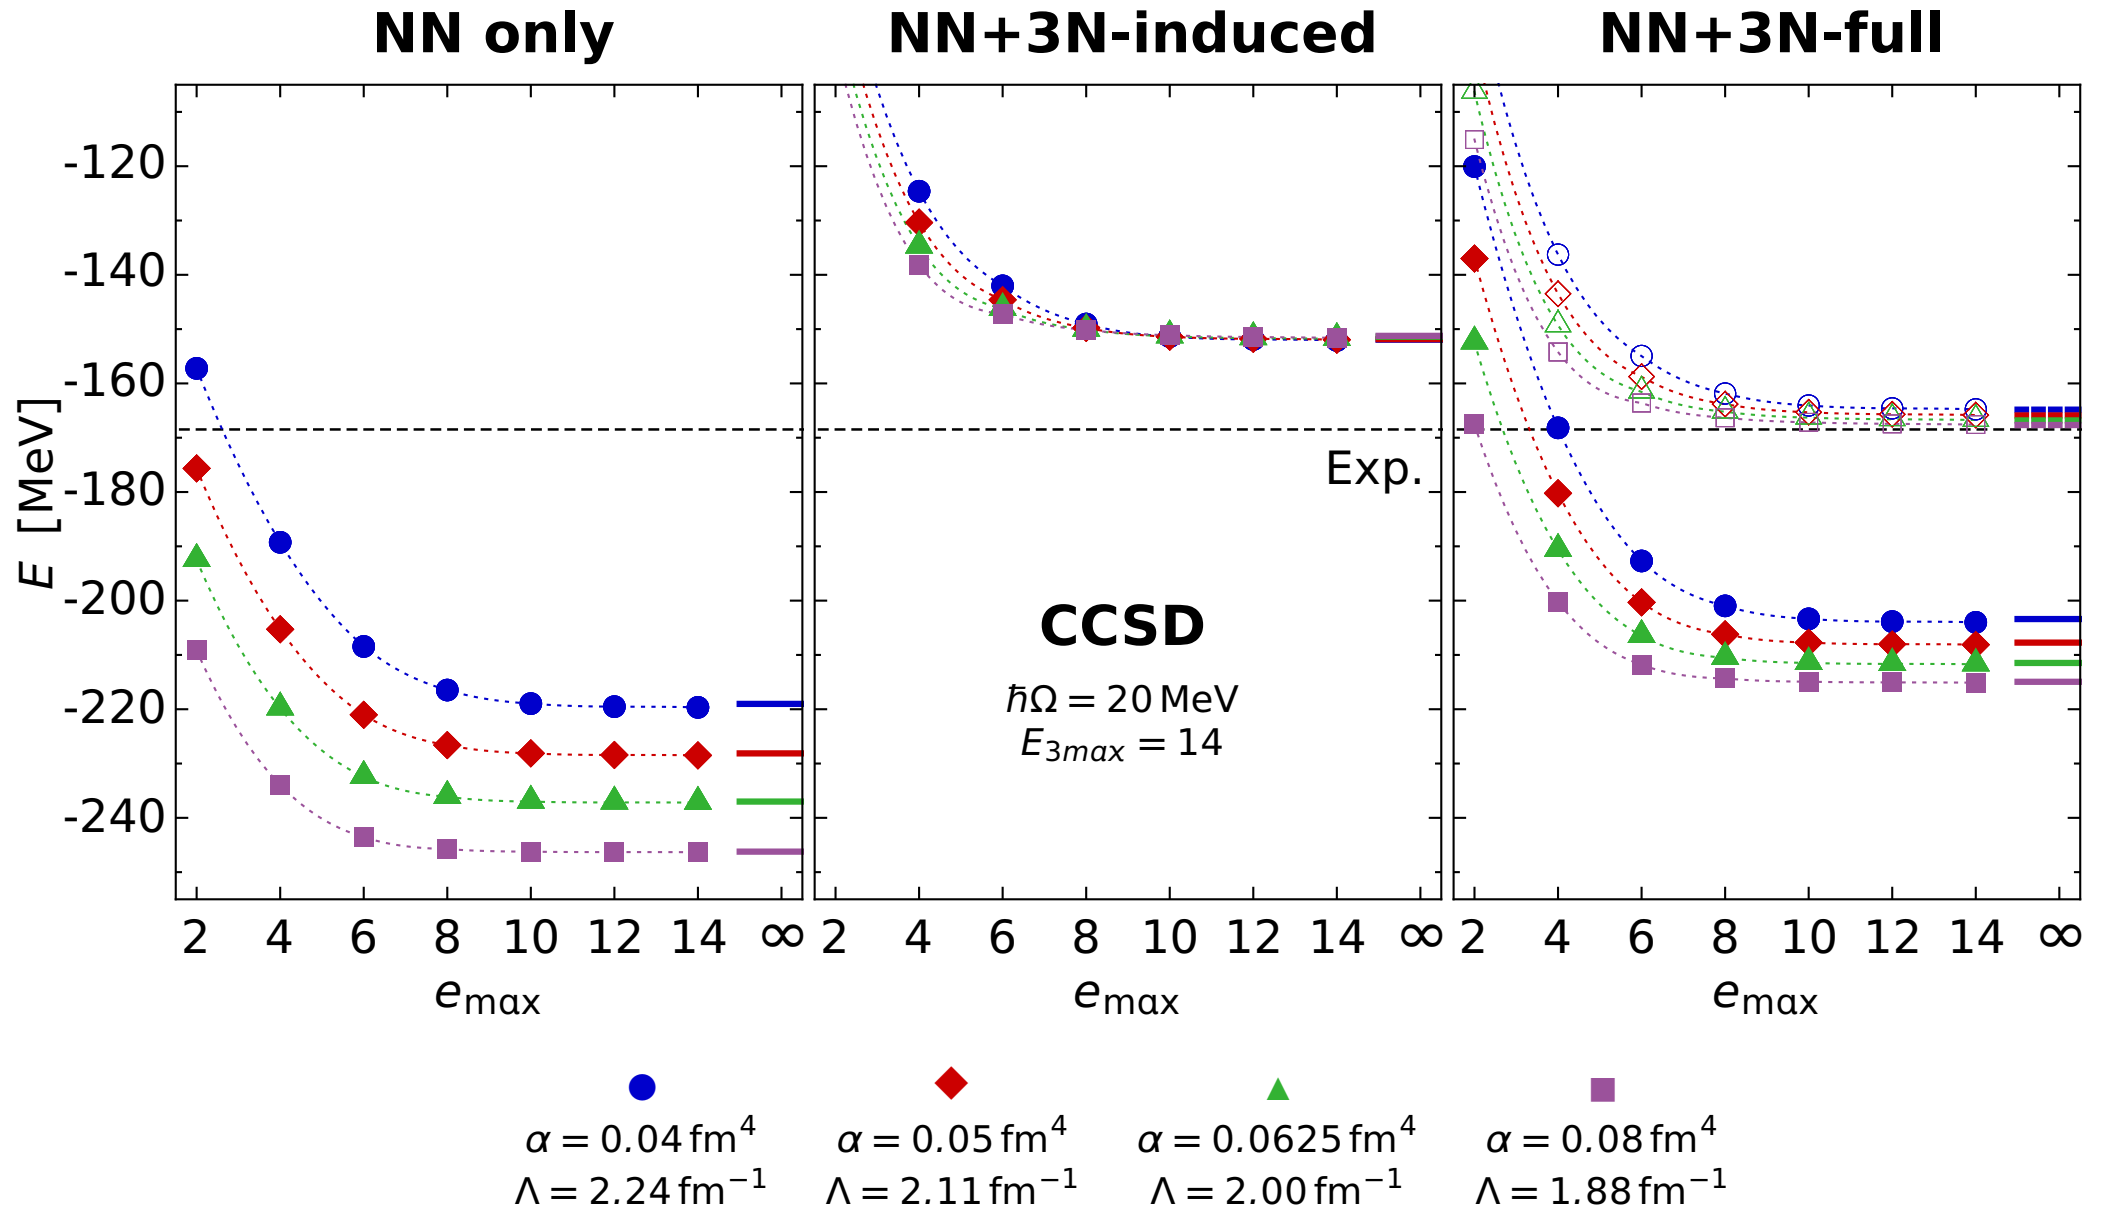 NN only NN+3N-induced NN+3N-full
-120
-140
-160
-180
-200
-220
-240
E [MeV]
Exp.
CCSD
ℏΩ = 20 MeV
E₃ₘₐₓ = 14
2 4 6 8 10 12 14 ∞ 2 4 6 8 10 12 14 ∞ 2 4 6 8 10 12 14 ∞
eₘₐₓ eₘₐₓ eₘₐₓ
α = 0.04 fm⁴ α = 0.05 fm⁴ α = 0.0625 fm⁴ α = 0.08 fm⁴
Λ = 2.24 fm⁻¹ Λ = 2.11 fm⁻¹ Λ = 2.00 fm⁻¹ Λ = 1.88 fm⁻¹